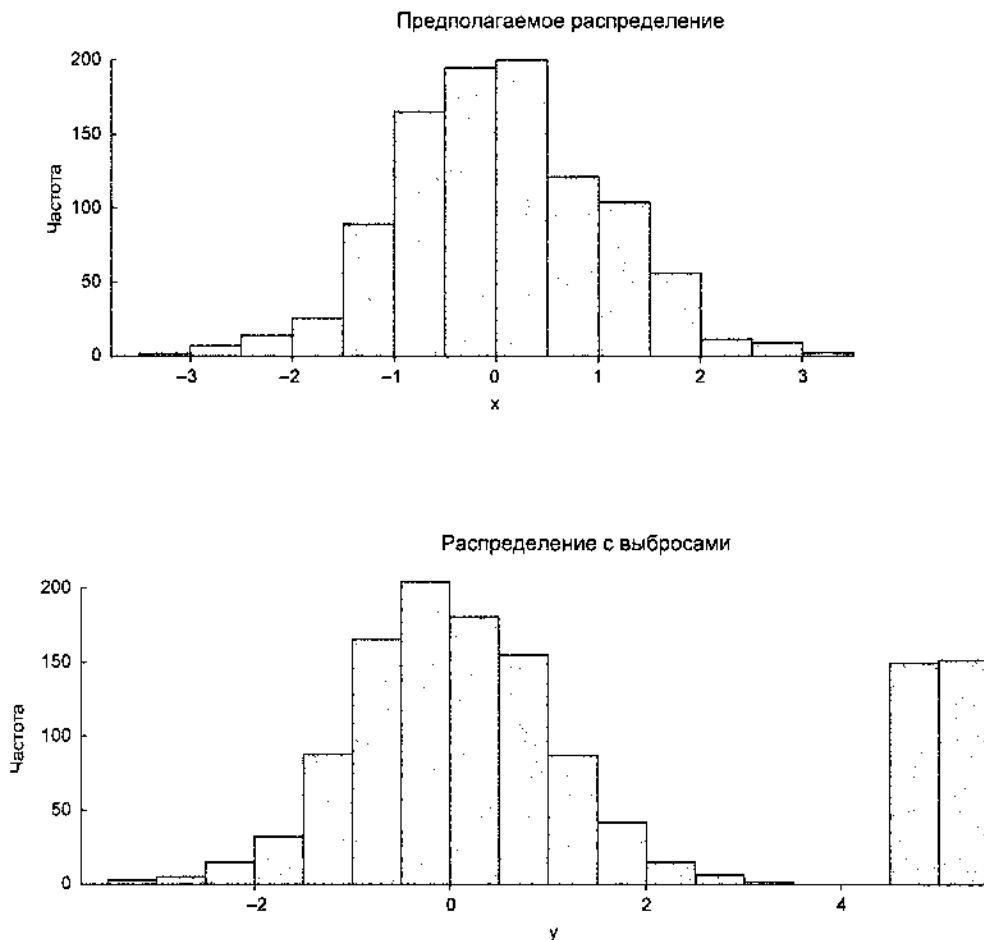 Предполагаемое распределение
200
150
100
50
0
Частота
–3 –2 –1 0 1 2 3
x
Распределение с выбросами
200
150
100
50
0
Частота
–2 0 2 4
y